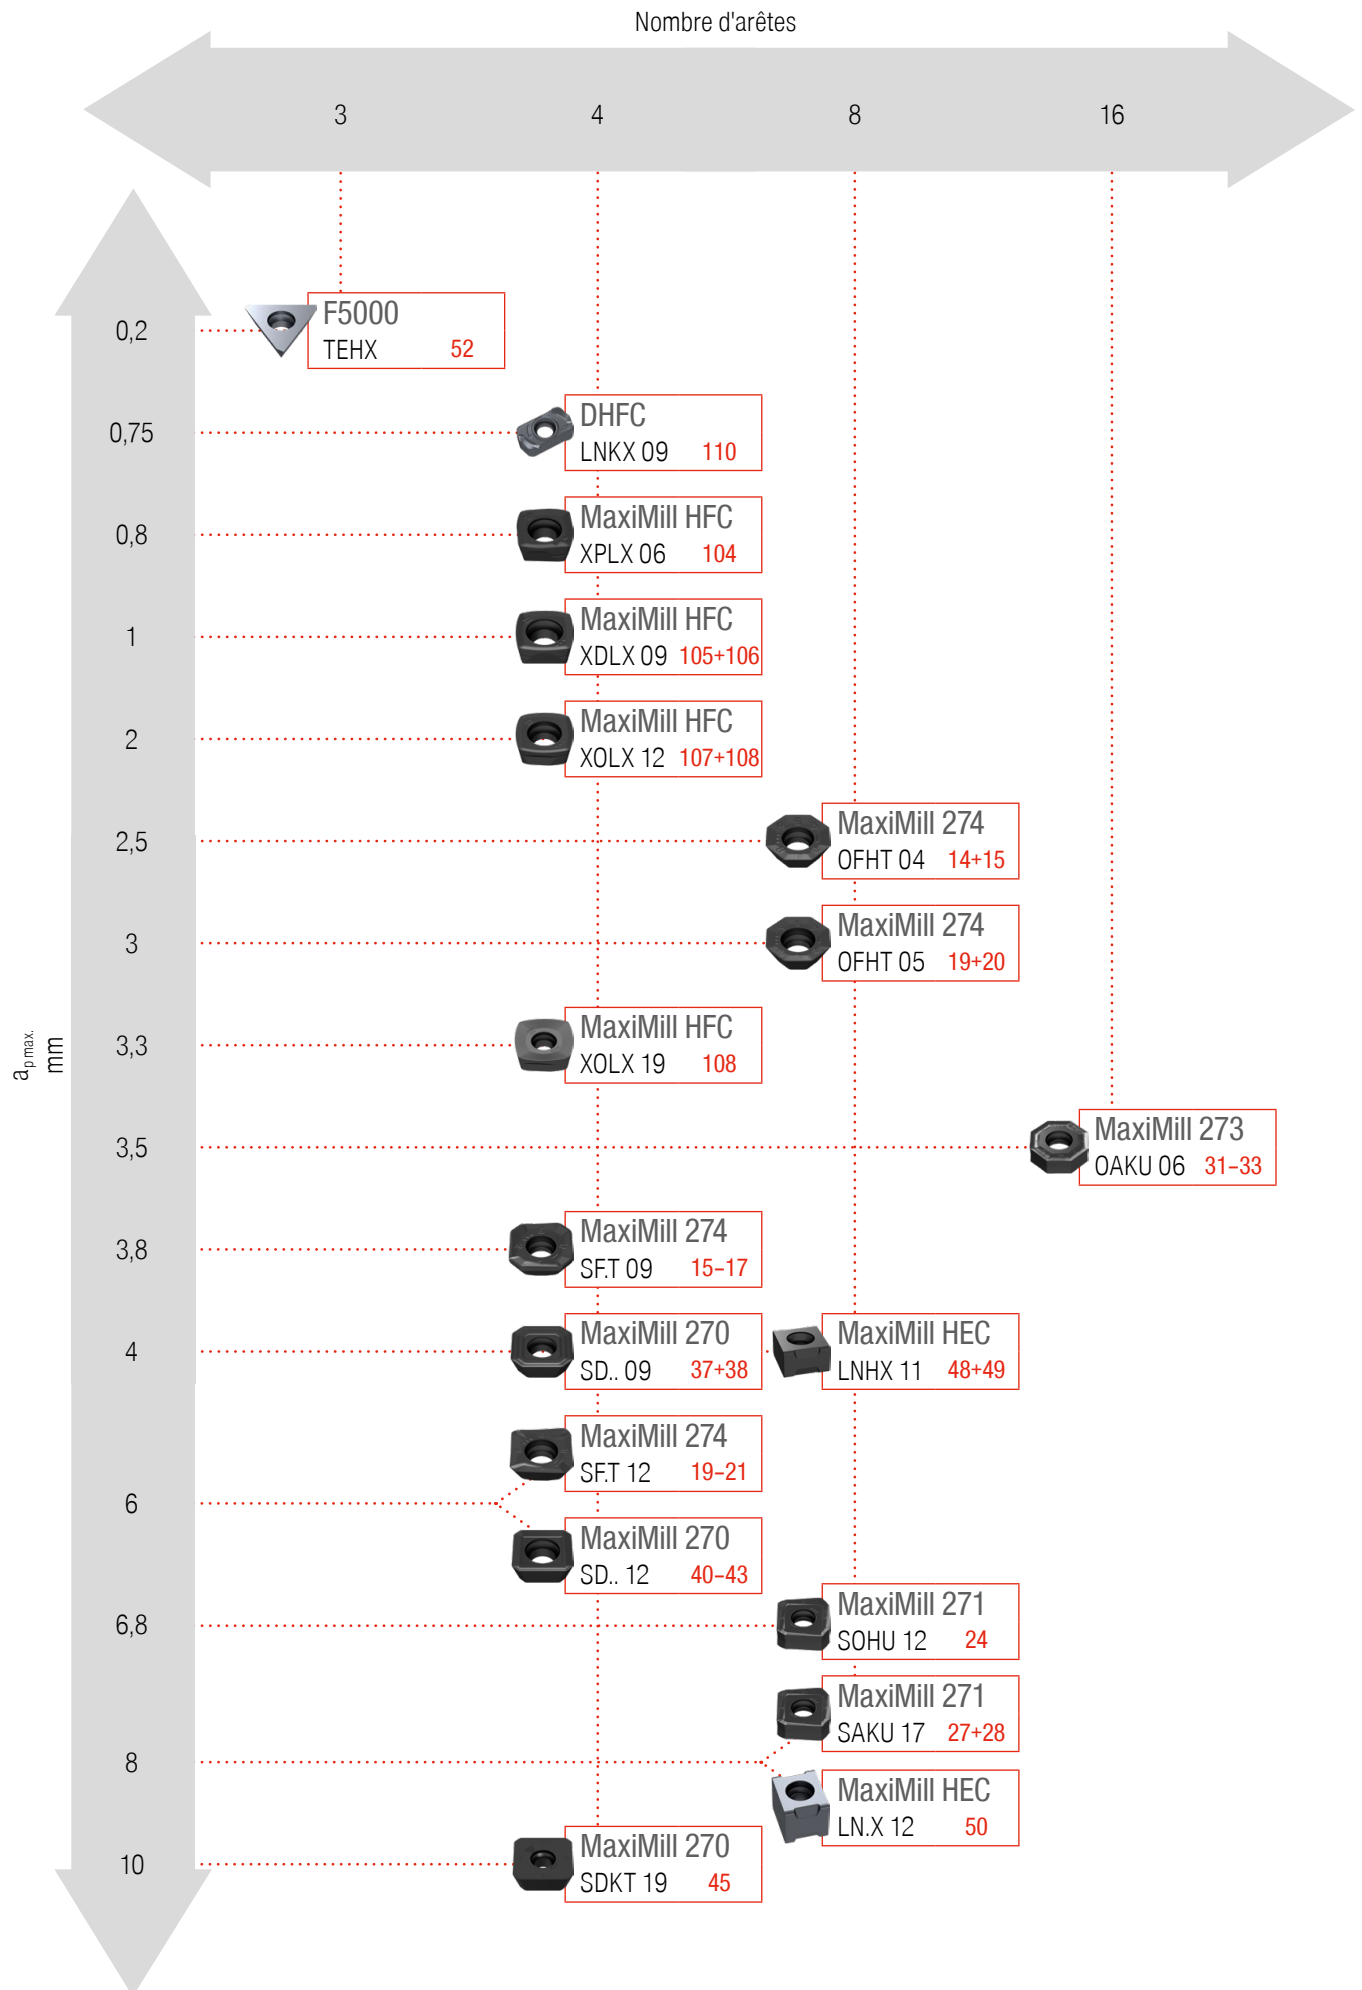 Nombre d'arêtes
3 4 8 16
0,2
F5000
TEHX 52
0,75
DHFC
LNKX 09 110
0,8
MaxiMill HFC
XPLX 06 104
1
MaxiMill HFC
XDLX 09 105+106
2
MaxiMill HFC
XOLX 12 107+108
2,5
MaxiMill 274
OFHT 04 14+15
3
MaxiMill 274
OFHT 05 19+20
a p max.
mm
3,3
MaxiMill HFC
XOLX 19 108
3,5
MaxiMill 273
OAKU 06 31–33
3,8
MaxiMill 274
SF.T 09 15–17
4
MaxiMill 270
SD.. 09 37+38
MaxiMill HEC
LNHX 11 48+49
6
MaxiMill 274
SF.T 12 19–21
MaxiMill 270
SD.. 12 40–43
6,8
MaxiMill 271
SOHU 12 24
8
MaxiMill 271
SAKU 17 27+28
MaxiMill HEC
LN.X 12 50
10
MaxiMill 270
SDKT 19 45